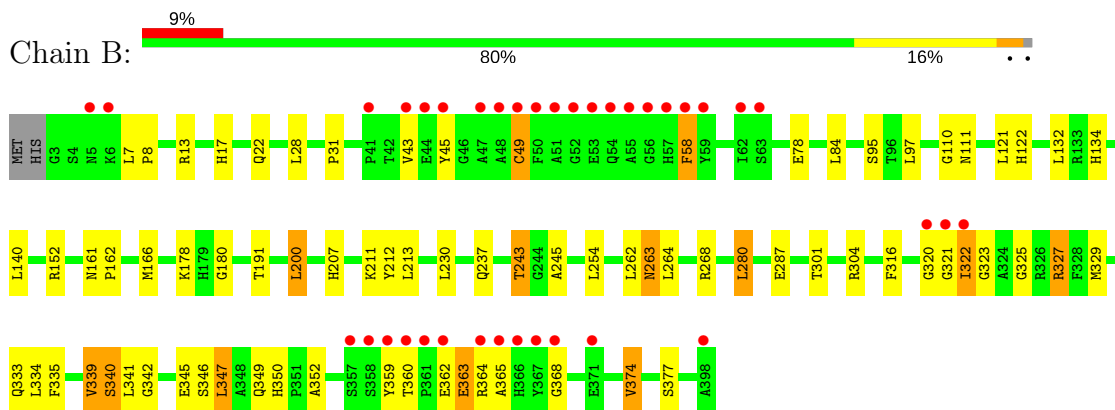 9%
Chain B:
80% 16% • •
MET HIS G3 S4 N5 K6 L7 P8 R13 H17 Q22 L28 P31 P41 T42 V43 E44 Y45 G46 A47 A48 C49 F50 A51 G52 E53 Q54 A55 G56 H57 F58 Y59 I62 S63 E78 L84 S95 T96 L97 G110 N111 L121 H122 L132 R133 H134
L140 R152 N161 P162 M166 K178 H179 G180 T191 L200 H207 K211 Y212 L213 L230 Q237 T243 G244 A245 L254 L262 N263 L264 R268 L280 E287 T301 R304 F316 G320 G321 I322 G323 A324 G325 R326 R327 F328 M329
Q333 L334 F335 V339 S340 L341 G342 E345 S346 L347 A348 Q349 H350 P351 A352 S357 S358 Y359 T360 P361 E362 E363 R364 A365 H366 Y367 G368 E371 V374 S377 A398